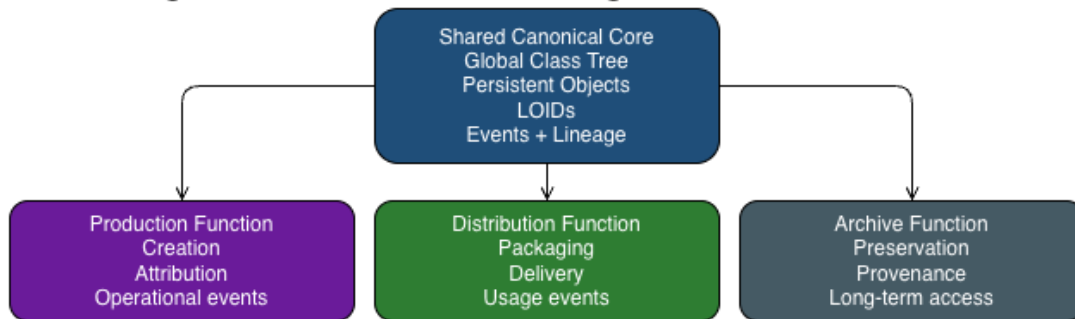 Shared Canonical Core
Global Class Tree
Persistent Objects
LOIDs
Events + Lineage
Production Function
Creation
Attribution
Operational events
Distribution Function
Packaging
Delivery
Usage events
Archive Function
Preservation
Provenance
Long-term access